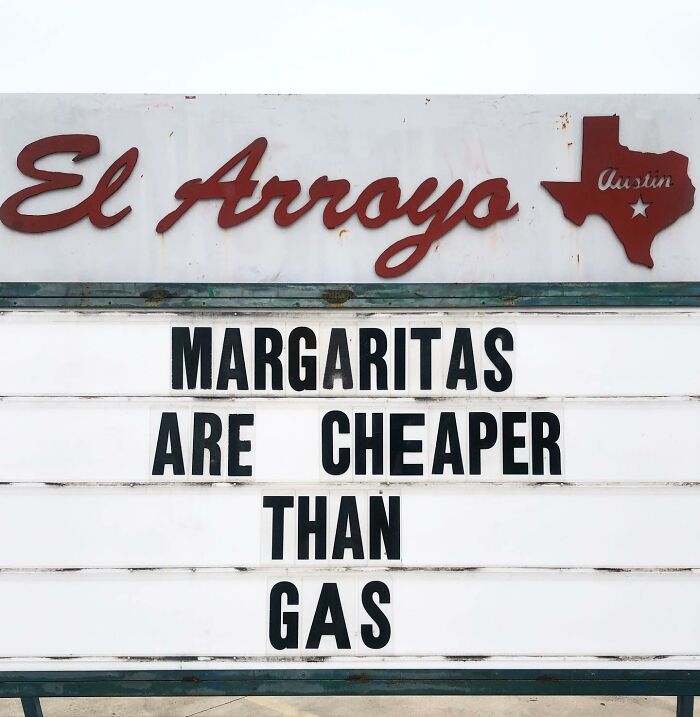 El Arroyo
Austin
MARGARITAS
ARE CHEAPER
THAN
GAS